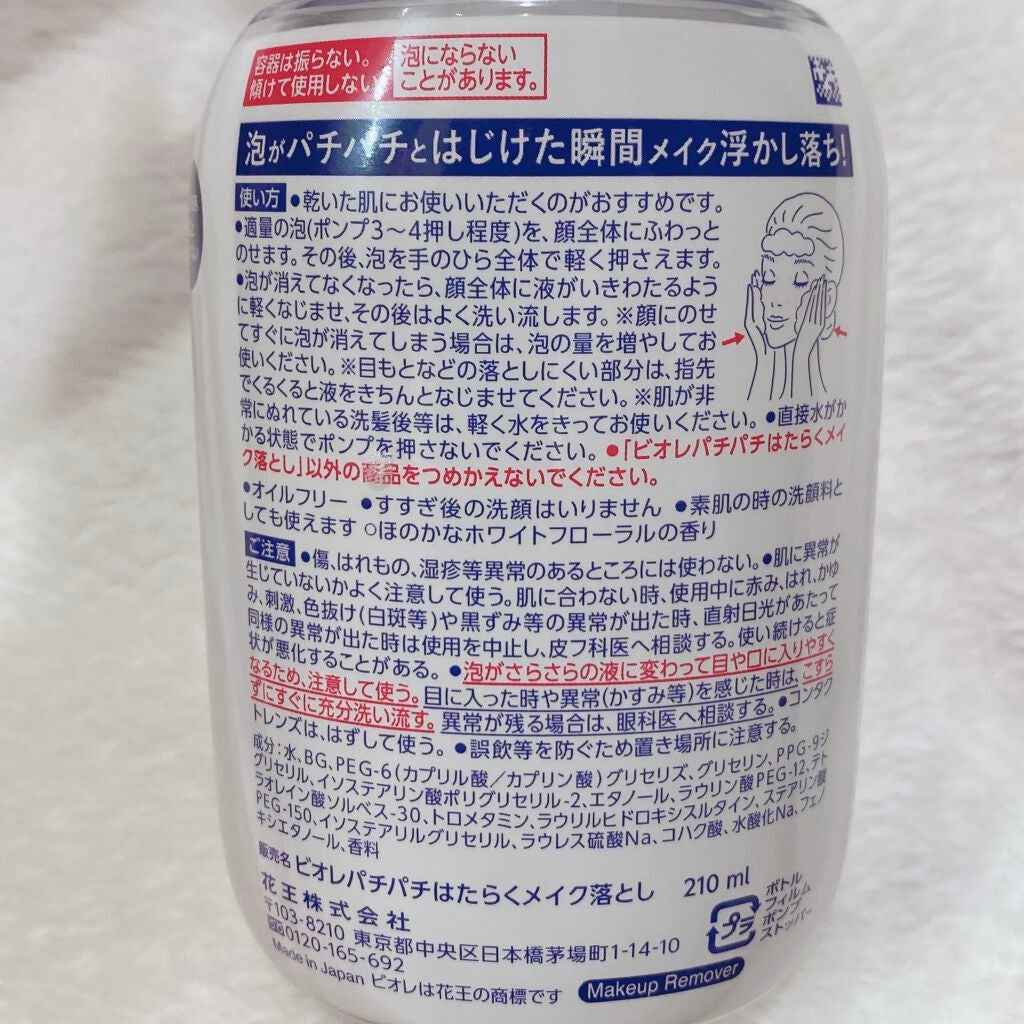 容器は振らない。
傾けて使用しない
泡にならない
ことがあります。
泡がパチパチとはじけた瞬間メイク浮かし落ち!
使い方 ●乾いた肌にお使いいただくのがおすすめです。
●適量の泡(ポンプ3〜4押し程度)を、顔全体にふわっと
のせます。その後、泡を手のひら全体で軽く押さえます。
●泡が消えてなくなったら、顔全体に液がいきわたるよう
に軽くなじませ、その後はよく洗い流します。※顔にのせ
てすぐに泡が消えてしまう場合は、泡の量を増やしてお
使いください。※目もとなどの落としにくい部分は、指先
でくるくると液をきちんとなじませてください。※肌が非
常にぬれている洗髪後等は、軽く水をきってお使いください。●直接水がか
かる状態でポンプを押さないでください。●「ビオレパチパチはたらくメイ
ク落とし」以外の商品をつめかえないでください。
●オイルフリー ●すすぎ後の洗顔はいりません ●素肌の時の洗顔料と
しても使えます ○ほのかなホワイトフローラルの香り
ご注意 ●傷、はれもの、湿疹等異常のあるところには使わない。●肌に異常が
生じていないかよく注意して使う。肌に合わない時、使用中に赤み、はれ、かゆ
み、刺激、色抜け(白斑等)や黒ずみ等の異常が出た時、直射日光があたって
同様の異常が出た時は使用を中止し、皮フ科医へ相談する。使い続けると症
状が悪化することがある。●泡がさらさらの液に変わって目や口に入りやすく
なるため、注意して使う。目に入った時や異常(かすみ等)を感じた時は、こすら
ずにすぐに充分洗い流す。異常が残る場合は、眼科医へ相談する。●コンタク
トレンズは、はずして使う。●誤飲等を防ぐため置き場所に注意する。
成分:水、BG、PEG-6(カプリル酸/カプリン酸)グリセリズ、グリセリン、PPG-9ジ
グリセリル、イソステアリン酸ポリグリセリル-2、エタノール、ラウリン酸PEG-12、テト
ラオレイン酸ソルベス-30、トロメタミン、ラウリルヒドロキシスルタイン、ステアリン酸
PEG-150、イソステアリルグリセリル、ラウレス硫酸Na、コハク酸、水酸化Na、フェノ
キシエタノール、香料
販売名 ビオレパチパチはたらくメイク落とし 210 ml
花王株式会社
〒103-8210 東京都中央区日本橋茅場町1-14-10
0120-165-692
Made in Japan ビオレは花王の商標です
Makeup Remover
プラ
ボトル
フィルム
ポンプ
ストッパー